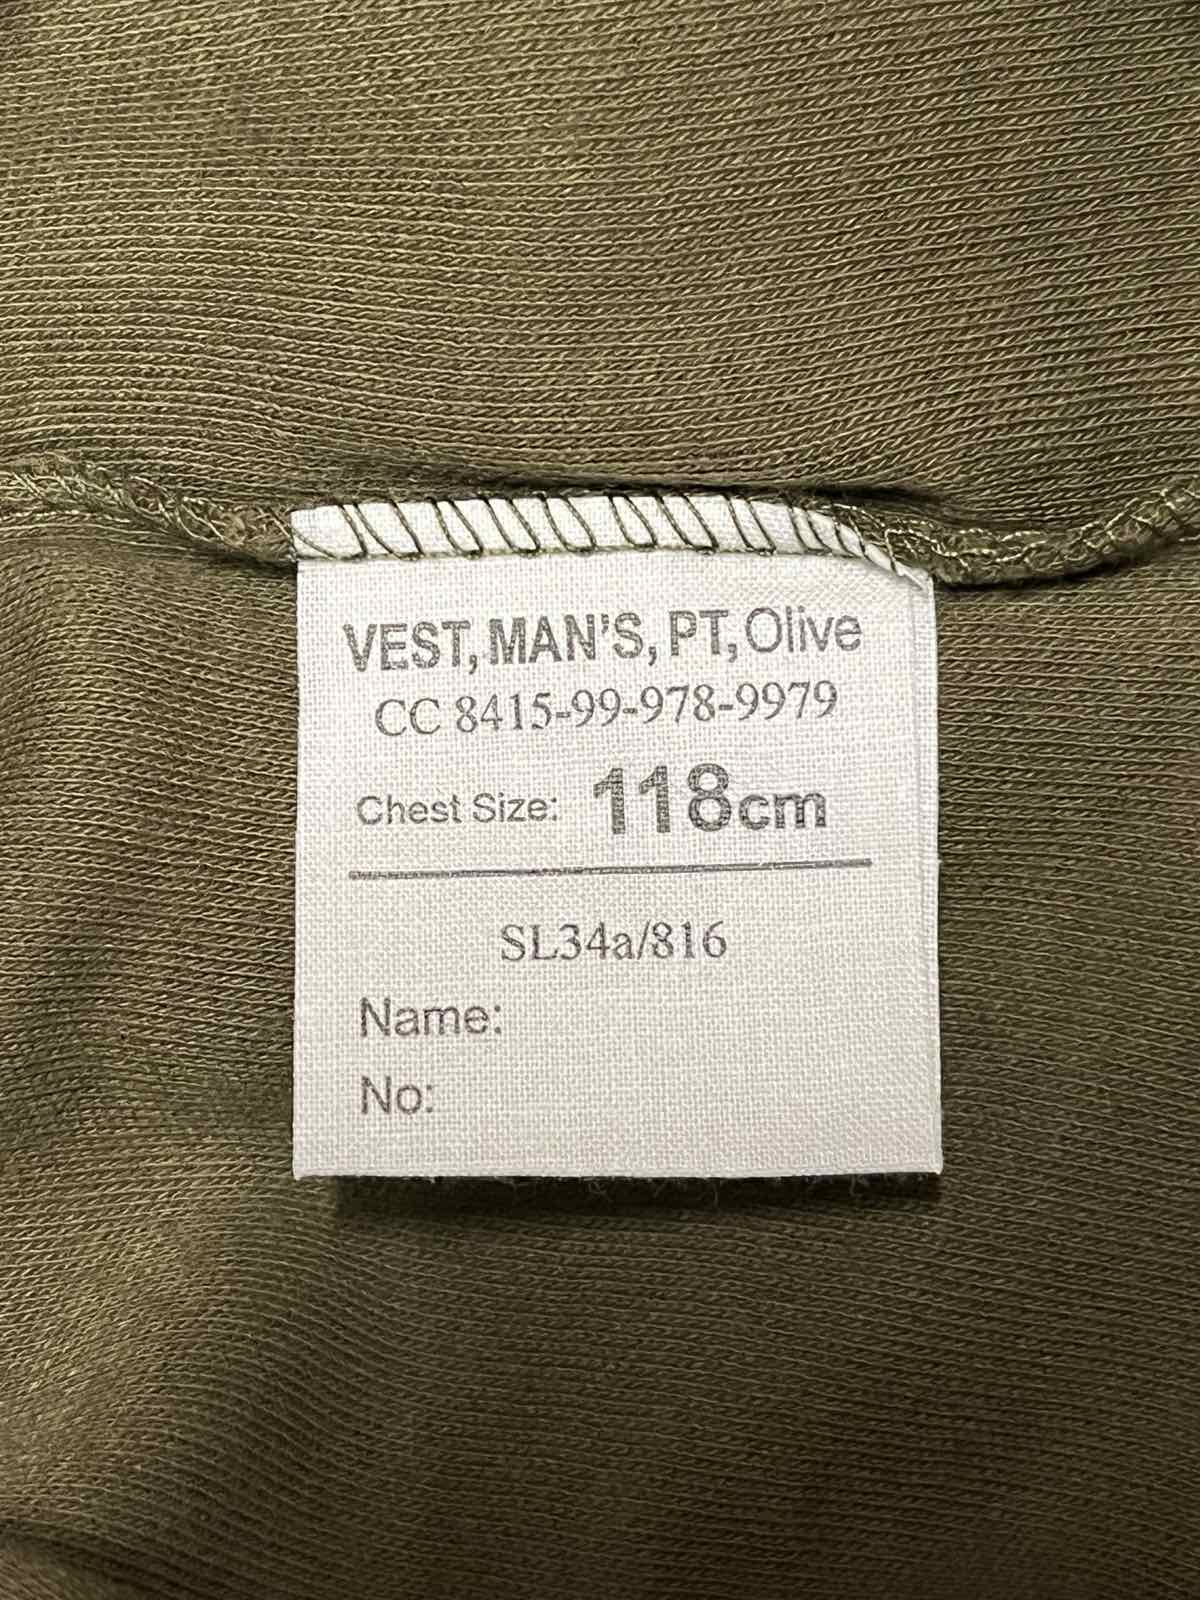 VEST, MAN'S, PT, Olive
CC 8415-99-978-9979
Chest Size: 118cm
SL34a/816
Name:
No: